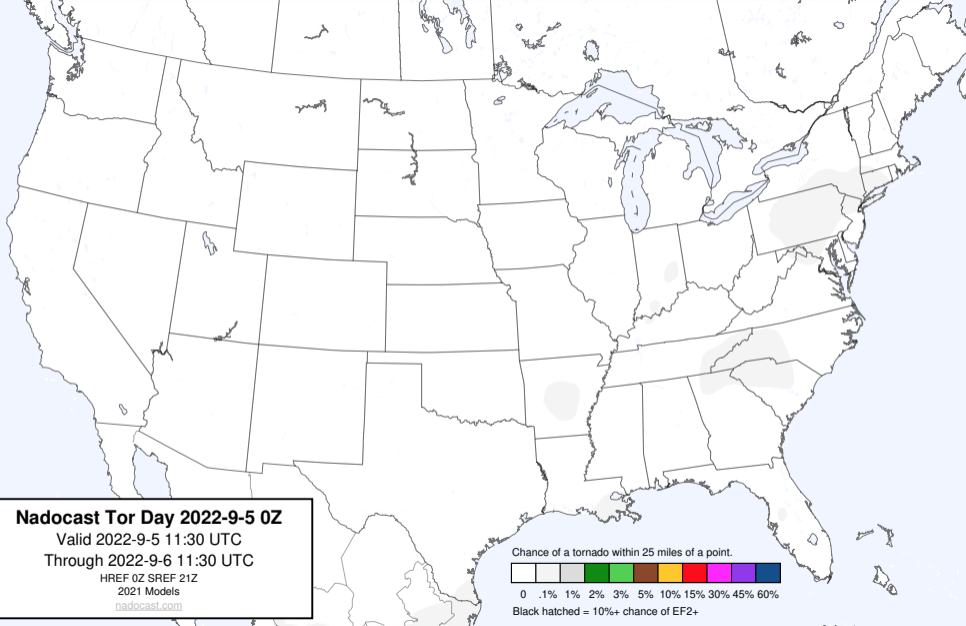 Nadocast Tor Day 2022-9-5 0Z
Valid 2022-9-5 11:30 UTC
Through 2022-9-6 11:30 UTC
HREF 0Z SREF 21Z
2021 Models
nadocast.com
Chance of a tornado within 25 miles of a point.
0 .1% 1% 2% 3% 5% 10% 15% 30% 45% 60%
Black hatched = 10%+ chance of EF2+